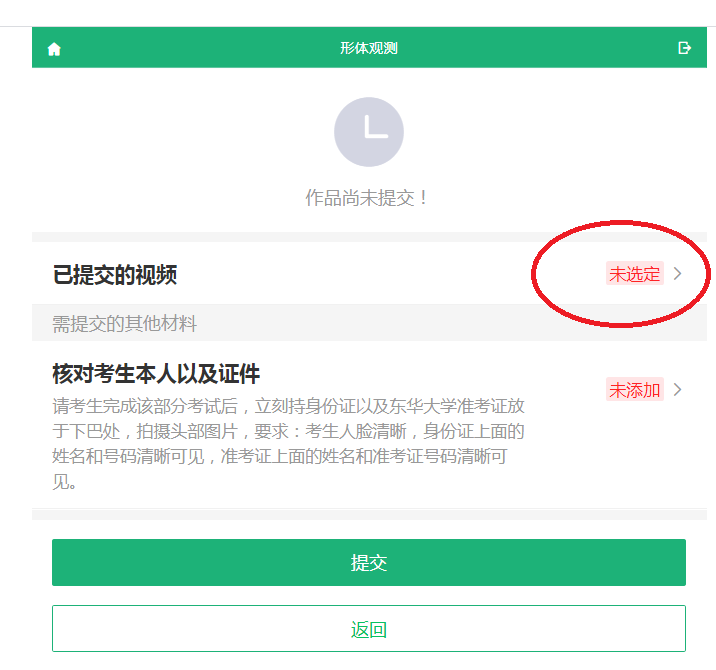 形体观测
作品尚未提交！
已提交的视频
未选定
需提交的其他材料
核对考生本人以及证件
未添加
请考生完成该部分考试后，立刻持身份证以及东华大学准考证放
于下巴处，拍摄头部图片，要求：考生人脸清晰，身份证上面的
姓名和号码清晰可见，准考证上面的姓名和准考证号码清晰可
见。
提交
返回